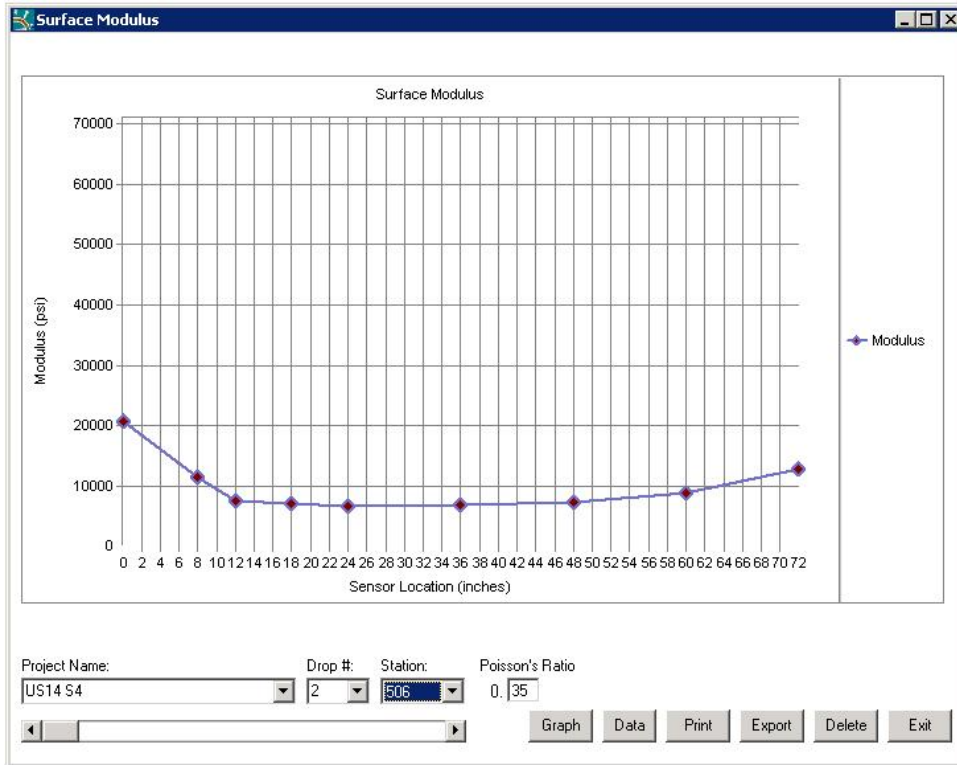 Surface Modulus
Surface Modulus
70000
60000
50000
40000
30000
20000
10000
0
Modulus (psi)
0 2 4 6 8 10 12 14 16 18 20 22 24 26 28 30 32 34 36 38 40 42 44 46 48 50 52 54 56 58 60 62 64 66 68 70 72
Sensor Location (inches)
Modulus
Project Name: Drop #: Station: Poisson's Ratio
US14 S4 2 506 0. 35
Graph Data Print Export Delete Exit